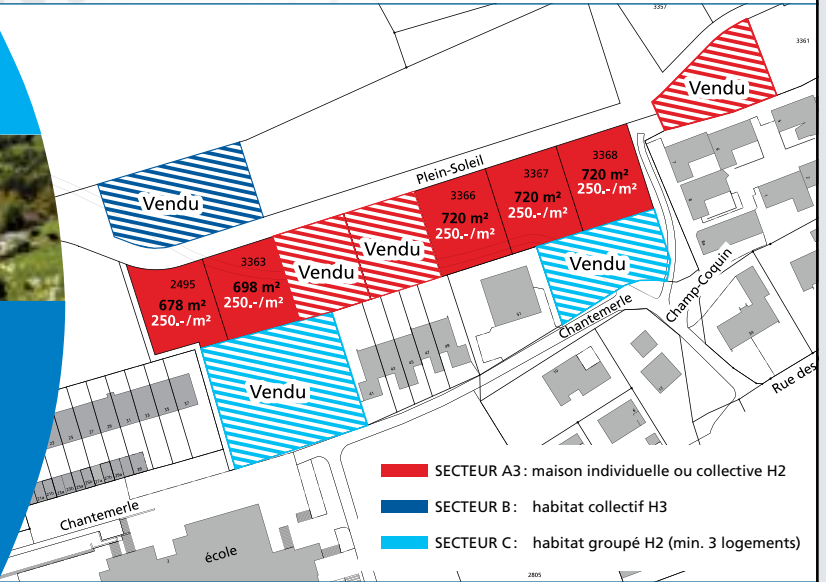 3357
3361
Vendu
Plein-Soleil
3368
720 m²
250.-/m²
3367
720 m²
250.-/m²
3366
720 m²
250.-/m²
Vendu
Vendu
Vendu
3363
698 m²
250.-/m²
2495
678 m²
250.-/m²
Vendu
Chantemerle
Champ-Coquin
Rue des
Vendu
Chantemerle
école
SECTEUR A3 : maison individuelle ou collective H2
SECTEUR B : habitat collectif H3
SECTEUR C : habitat groupé H2 (min. 3 logements)
2805